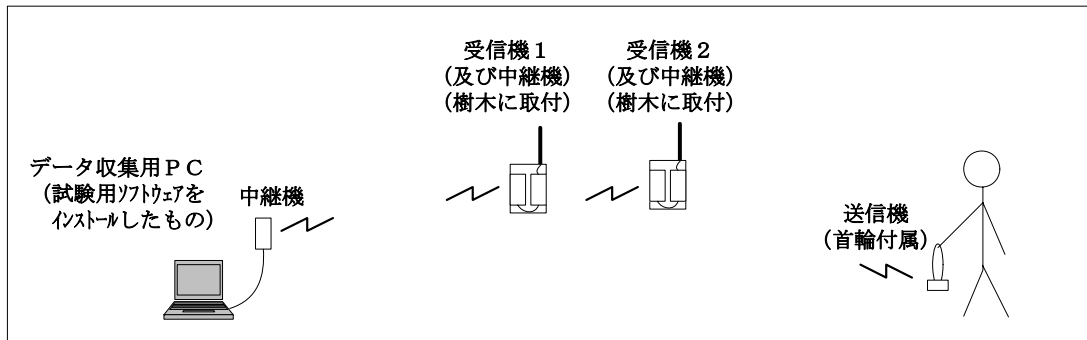 受信機１
(及び中継機)
(樹木に取付)
受信機２
(及び中継機)
(樹木に取付)
データ収集用ＰＣ
(試験用ｿﾌﾄｳｪｱを
ｲﾝｽﾄｰﾙしたもの)
中継機
送信機
(首輪付属)